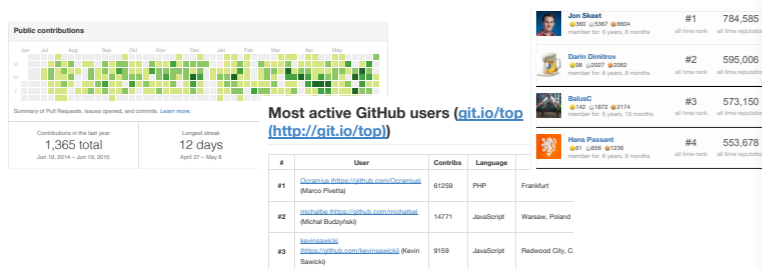 Public contributions
Jun Jul Aug Sep Oct Nov Dec Jan Feb Mar Apr May
M
W
F
Summary of Pull Requests, issues opened, and commits. Learn more.
Contributions in the last year
1,365 total
Jun 19, 2014 – Jun 19, 2015
Longest streak
12 days
April 27 – May 8
Most active GitHub users (git.io/top
(http://git.io/top))
# User Contribs Language
#1 Ocramius (https://github.com/Ocramius)
(Marco Pivetta) 61259 PHP Frankfurt
#2 michalbe (https://github.com/michalbe)
(Michał Budzyński) 14771 JavaScript Warsaw, Poland
#3 kevinsawicki
(https://github.com/kevinsawicki) (Kevin
Sawicki) 9159 JavaScript Redwood City, C
Jon Skeet #1 784,585
360 5367 6604
member for: 6 years, 8 months all time rank all time reputation
Darin Dimitrov #2 595,006
98 2027 2082
member for: 6 years, 8 months all time rank all time reputation
BalusC #3 573,150
142 1872 2174
member for: 5 years, 10 months all time rank all time reputation
Hans Passant #4 553,678
61 656 1236
member for: 6 years, 9 months all time rank all time reputation